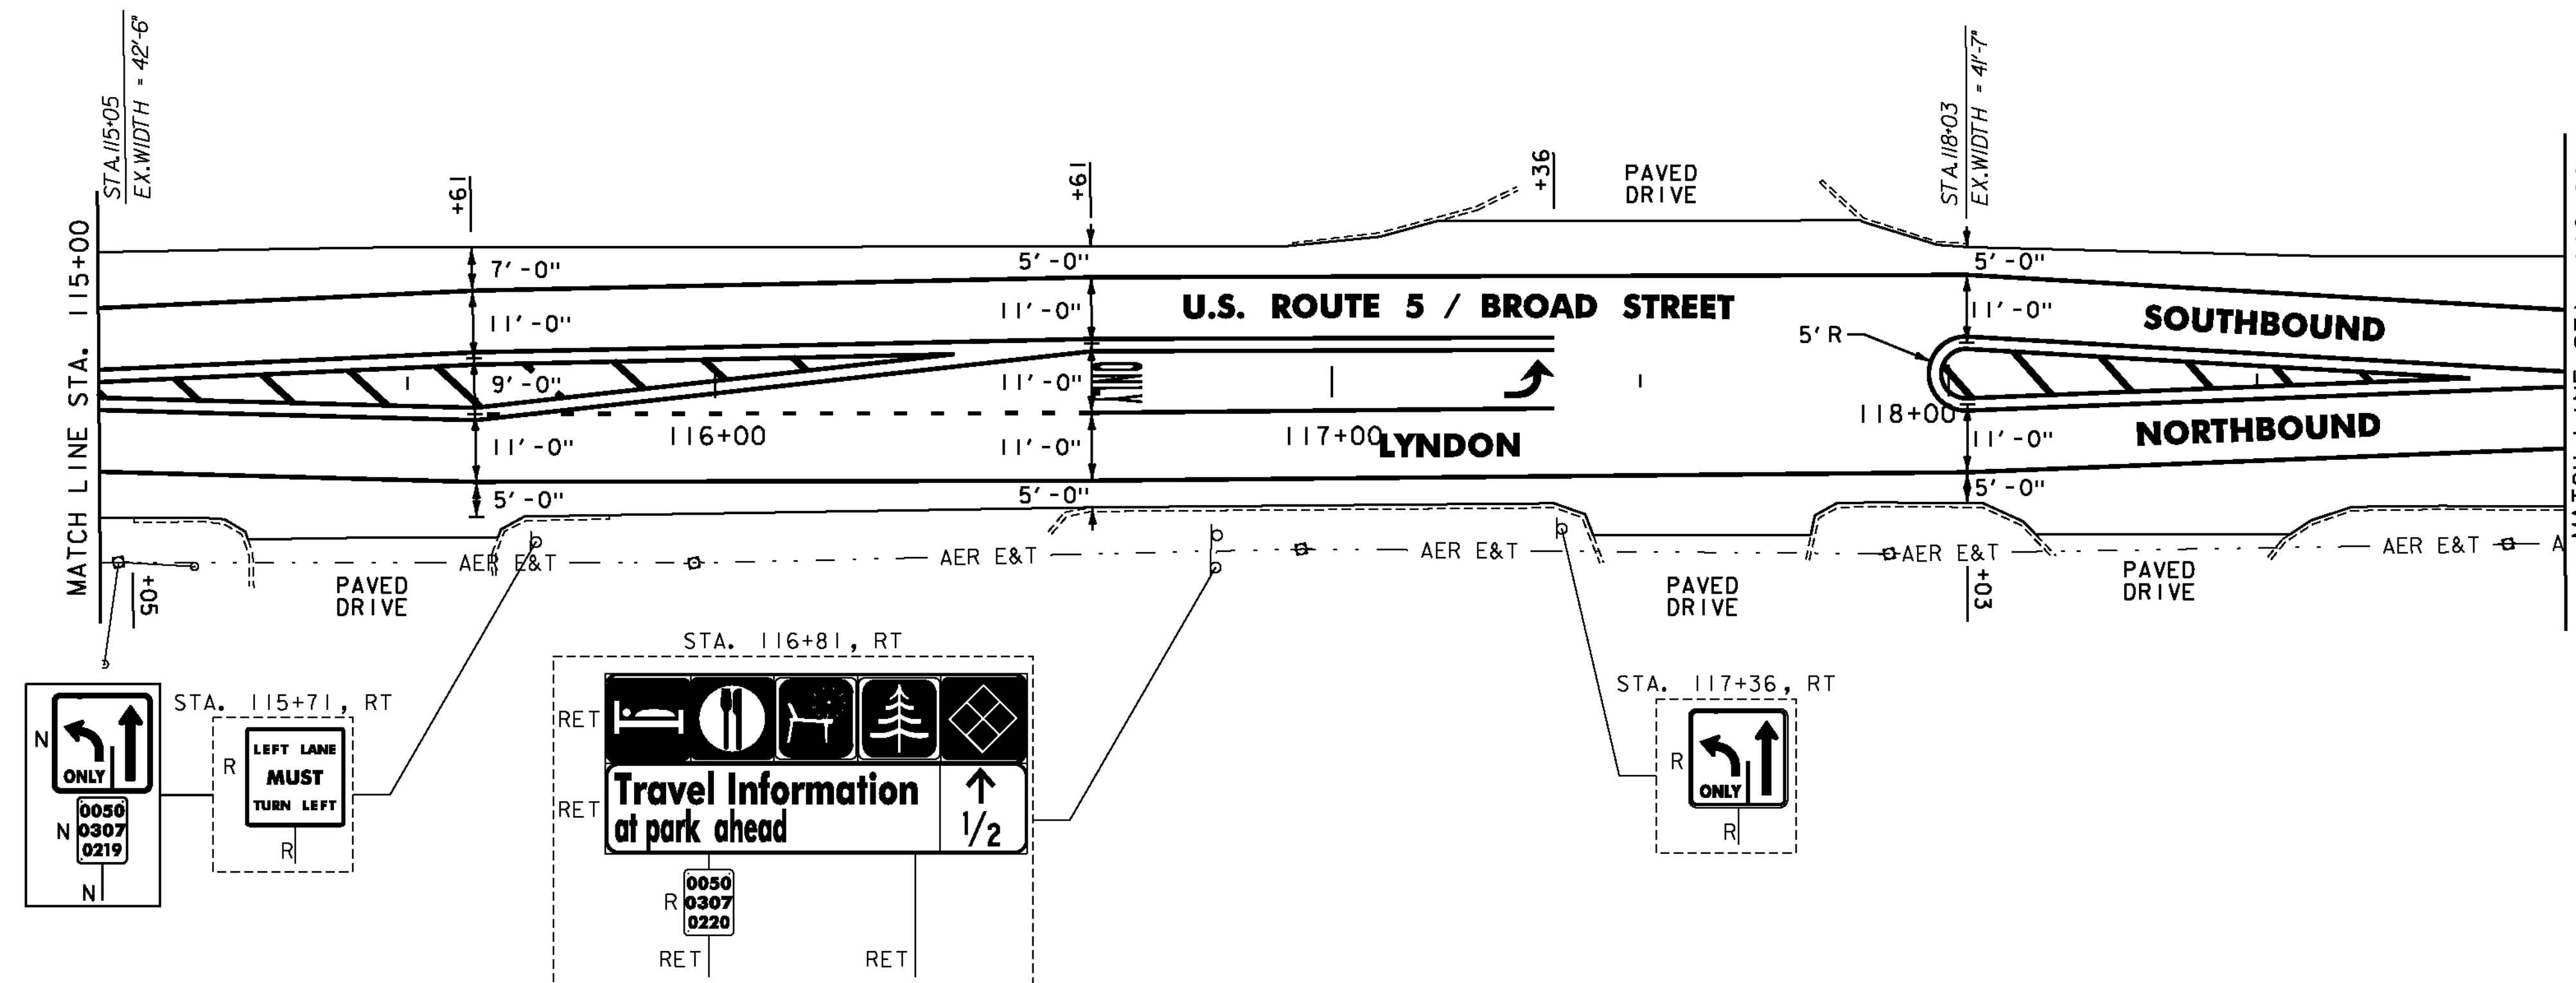 STA. 115+05
EX. WIDTH = 42'-6"
+61
+61
+36
PAVED
DRIVE
STA. 118+03
EX. WIDTH = 41'-7"
MATCH LINE STA. 115+00
7'-0"
5'-0"
5'-0"
11'-0"
11'-0"
U.S. ROUTE 5 / BROAD STREET
5' R
11'-0"
SOUTHBOUND
9'-0"
11'-0"
ONLY
118+00
11'-0"
116+00
11'-0"
117+00
LYNDON
11'-0"
NORTHBOUND
5'-0"
5'-0"
5'-0"
AER E&T
AER E&T
AER E&T
AER E&T
AER E&T
+05
PAVED
DRIVE
PAVED
DRIVE
+03
PAVED
DRIVE
STA. 115+71, RT
STA. 116+81, RT
STA. 117+36, RT
N
ONLY
N
0050
0307
0219
N
R
LEFT LANE
MUST
TURN LEFT
R
RET
RET
Travel Information
at park ahead
1/2
R
0050
0307
0220
RET
RET
R
ONLY
R